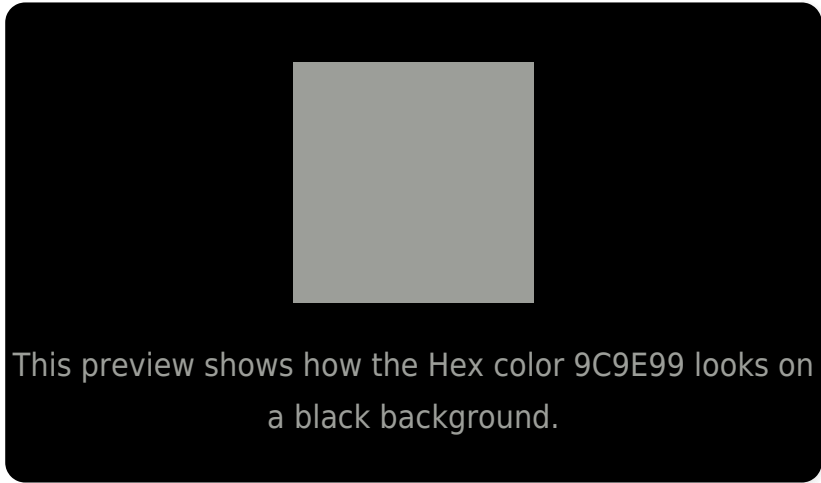 This preview shows how the Hex color 9C9E99 looks on
a black background.